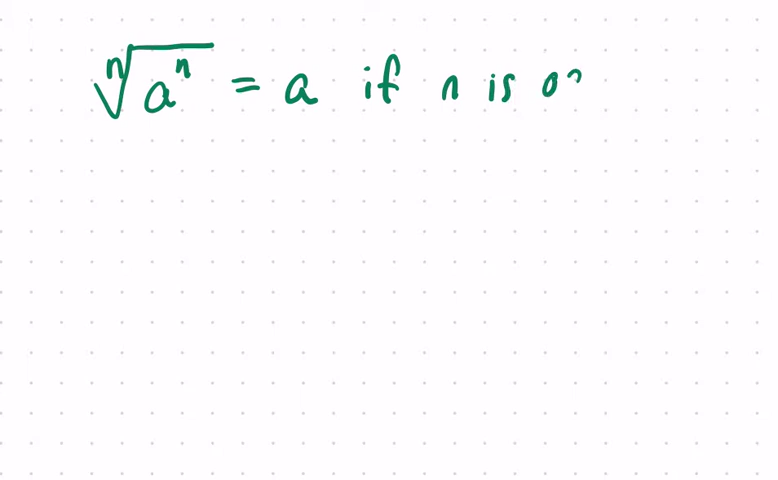 ⁿ√aⁿ = a if n is o